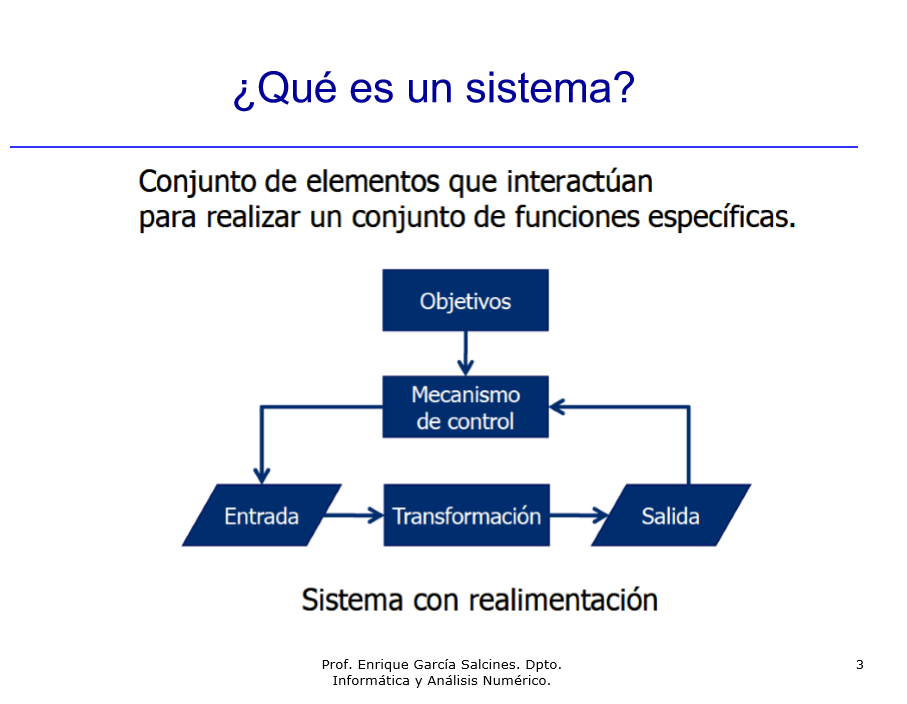 ¿Qué es un sistema?
Conjunto de elementos que interactúan
para realizar un conjunto de funciones específicas.
Objetivos
Mecanismo
de control
Entrada
Transformación
Salida
Sistema con realimentación
Prof. Enrique García Salcines. Dpto.
Informática y Análisis Numérico.
3